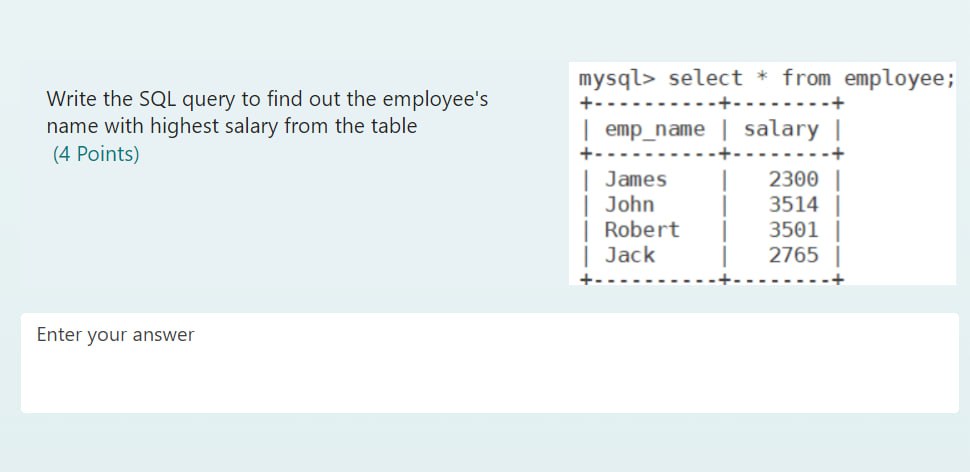 Write the SQL query to find out the employee's
name with highest salary from the table
(4 Points)
mysql> select * from employee;
+----------+--------+
| emp_name | salary |
+----------+--------+
| James    |   2300 |
| John     |   3514 |
| Robert   |   3501 |
| Jack     |   2765 |
+----------+--------+
Enter your answer